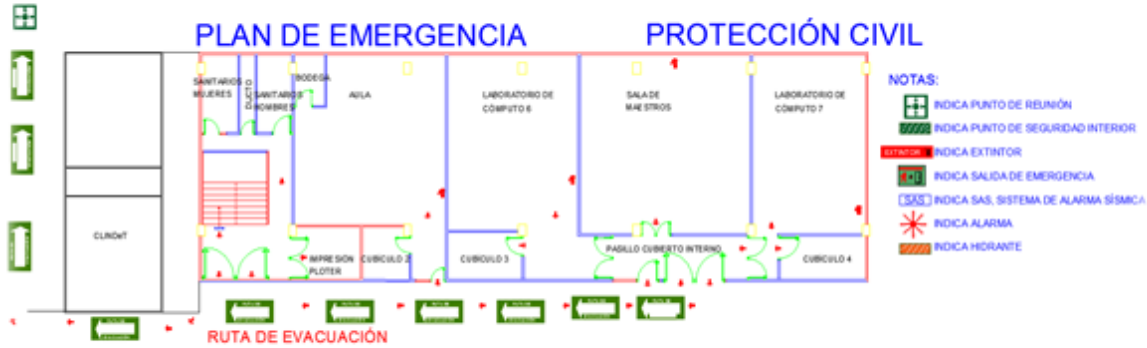 PLAN DE EMERGENCIA
PROTECCIÓN CIVIL
SANITARIOS
MUJERES
DUCTO
SANITARIOS
HOMBRES
BODEGA
AULA
LABORATORIO DE
CÓMPUTO 6
SALA DE
MAESTROS
LABORATORIO DE
CÓMPUTO 7
NOTAS:
INDICA PUNTO DE REUNIÓN
INDICA PUNTO DE SEGURIDAD INTERIOR
EXTINTOR INDICA EXTINTOR
INDICA SALIDA DE EMERGENCIA
SAS INDICA SAS, SISTEMA DE ALARMA SÍSMICA
INDICA ALARMA
INDICA HIDRANTE
IMPRESIÓN
PLOTER
CUBICULO 2
CUBICULO 3
PASILLO CUBIERTO INTERNO
CUBICULO 4
RUTA DE EVACUACIÓN